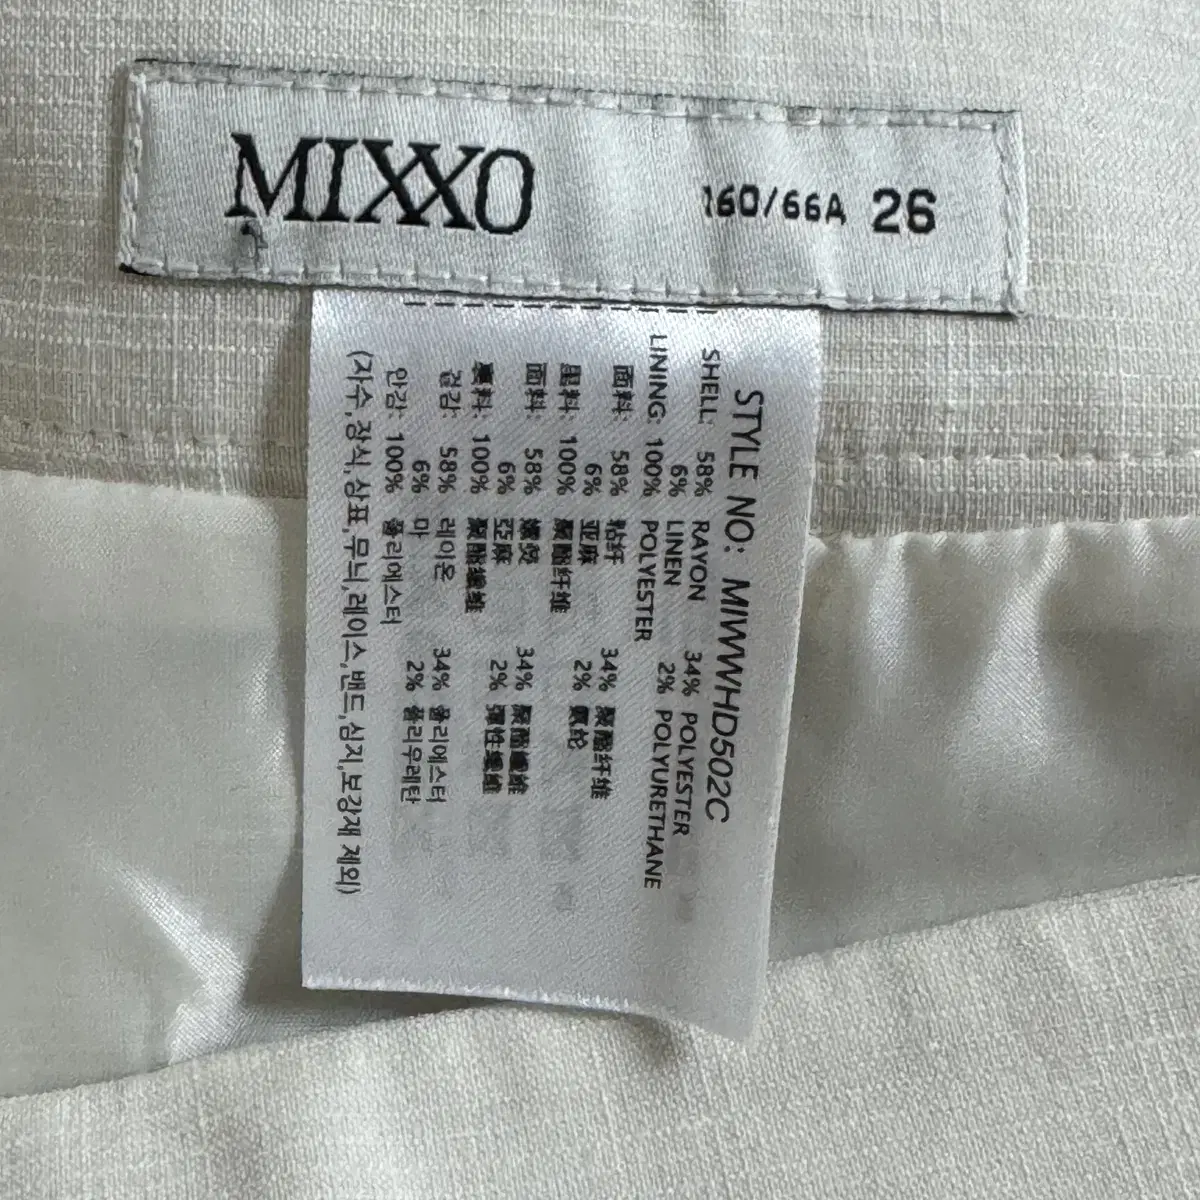 MIXXO
160/66A 26
STYLE NO: MIWWHD502C
SHELL: 58% RAYON 34% POLYESTER
6% LINEN 2% POLYURETHANE
LINING: 100% POLYESTER
面料: 58% 粘纤 34% 聚酯纤维
6% 亚麻 2% 氨纶
里料: 100% 聚酯纤维
面料: 58% 34% 聚酯纖維
6% 亞麻 2% 彈性纖維
裏料: 100% 聚酯纖維
겉감: 58% 레이온 34% 폴리에스터
6% 마 2% 폴리우레탄
안감: 100% 폴리에스터
(자수,장식,상표,무늬,레이스,밴드,심지,보강재 제외)